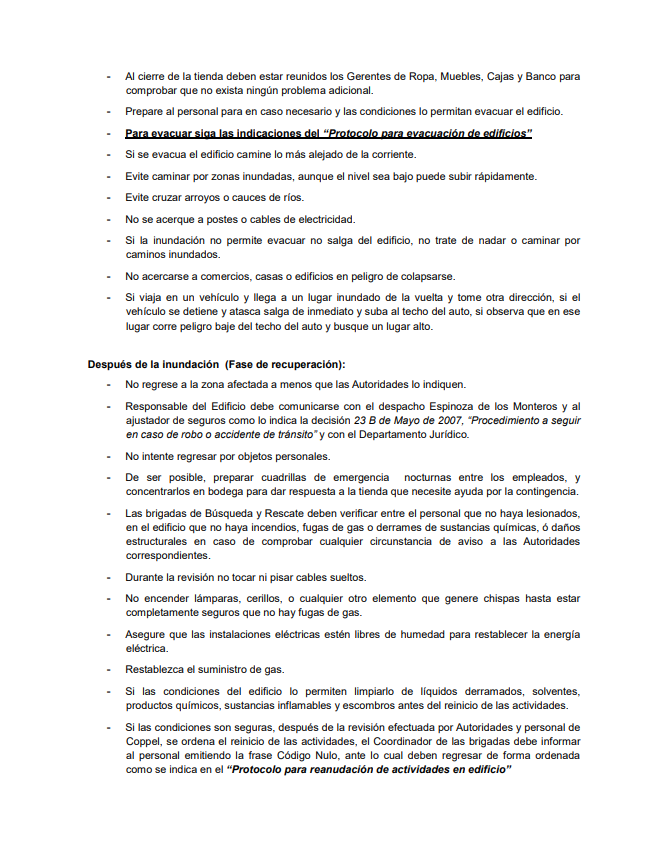 - Al cierre de la tienda deben estar reunidos los Gerentes de Ropa, Muebles, Cajas y Banco para
comprobar que no exista ningún problema adicional.
- Prepare al personal para en caso necesario y las condiciones lo permitan evacuar el edificio.
- Para evacuar siga las indicaciones del “Protocolo para evacuación de edificios”
- Si se evacua el edificio camine lo más alejado de la corriente.
- Evite caminar por zonas inundadas, aunque el nivel sea bajo puede subir rápidamente.
- Evite cruzar arroyos o cauces de ríos.
- No se acerque a postes o cables de electricidad.
- Si la inundación no permite evacuar no salga del edificio, no trate de nadar o caminar por
caminos inundados.
- No acercarse a comercios, casas o edificios en peligro de colapsarse.
- Si viaja en un vehículo y llega a un lugar inundado de la vuelta y tome otra dirección, si el
vehículo se detiene y atasca salga de inmediato y suba al techo del auto, si observa que en ese
lugar corre peligro baje del techo del auto y busque un lugar alto.
Después de la inundación (Fase de recuperación):
- No regrese a la zona afectada a menos que las Autoridades lo indiquen.
- Responsable del Edificio debe comunicarse con el despacho Espinoza de los Monteros y al
ajustador de seguros como lo indica la decisión 23 B de Mayo de 2007, “Procedimiento a seguir
en caso de robo o accidente de tránsito” y con el Departamento Jurídico.
- No intente regresar por objetos personales.
- De ser posible, preparar cuadrillas de emergencia nocturnas entre los empleados, y
concentrarlos en bodega para dar respuesta a la tienda que necesite ayuda por la contingencia.
- Las brigadas de Búsqueda y Rescate deben verificar entre el personal que no haya lesionados,
en el edificio que no haya incendios, fugas de gas o derrames de sustancias químicas, ó daños
estructurales en caso de comprobar cualquier circunstancia de aviso a las Autoridades
correspondientes.
- Durante la revisión no tocar ni pisar cables sueltos.
- No encender lámparas, cerillos, o cualquier otro elemento que genere chispas hasta estar
completamente seguros que no hay fugas de gas.
- Asegure que las instalaciones eléctricas estén libres de humedad para restablecer la energía
eléctrica.
- Restablezca el suministro de gas.
- Si las condiciones del edificio lo permiten limpiarlo de líquidos derramados, solventes,
productos químicos, sustancias inflamables y escombros antes del reinicio de las actividades.
- Si las condiciones son seguras, después de la revisión efectuada por Autoridades y personal de
Coppel, se ordena el reinicio de las actividades, el Coordinador de las brigadas debe informar
al personal emitiendo la frase Código Nulo, ante lo cual deben regresar de forma ordenada
como se indica en el “Protocolo para reanudación de actividades en edificio”